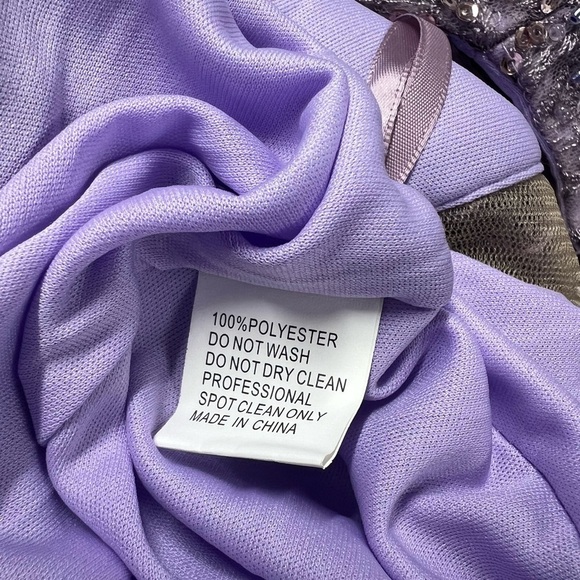 100%POLYESTER
DO NOT WASH
DO NOT DRY CLEAN
PROFESSIONAL
SPOT CLEAN ONLY
MADE IN CHINA